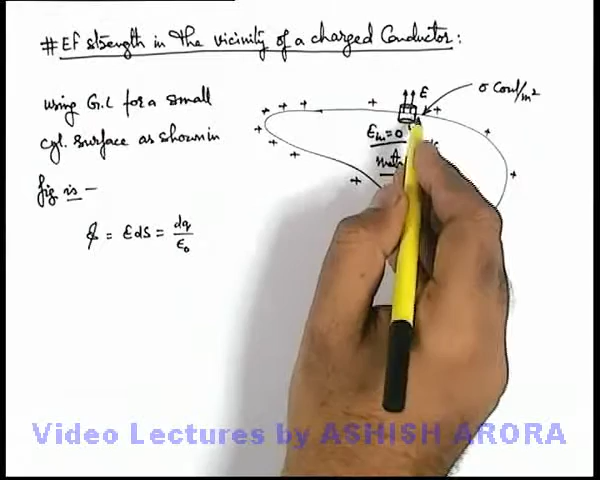 # EF strength in the vicinity of a charged Conductor :
using G.L for a small
cyl. surface as shown in
fig is -
ϕ = EdS = dq/ε₀
E
σ Coul/m²
+ + + + + + + + + + +
E_in = 0
Video Lectures by ASHISH ARORA